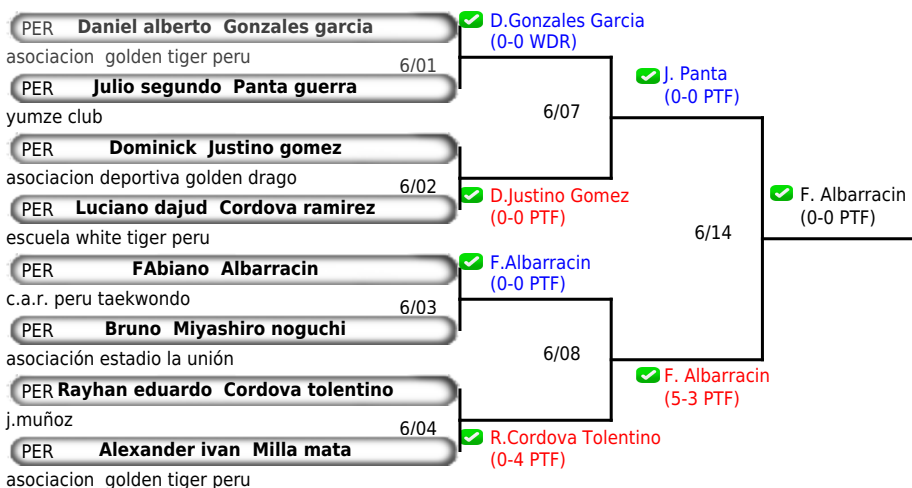 PER Daniel alberto Gonzales garcia
asociacion golden tiger peru
6/01
PER Julio segundo Panta guerra
yumze club
PER Dominick Justino gomez
asociacion deportiva golden drago
6/02
PER Luciano dajud Cordova ramirez
escuela white tiger peru
PER FAbiano Albarracin
c.a.r. peru taekwondo
6/03
PER Bruno Miyashiro noguchi
asociación estadio la unión
PER Rayhan eduardo Cordova tolentino
j.muñoz
6/04
PER Alexander ivan Milla mata
asociacion golden tiger peru
D.Gonzales Garcia
(0-0 WDR)
6/07
D.Justino Gomez
(0-0 PTF)
F.Albarracin
(0-0 PTF)
6/08
R.Cordova Tolentino
(0-4 PTF)
J. Panta
(0-0 PTF)
6/14
F. Albarracin
(5-3 PTF)
F. Albarracin
(0-0 PTF)